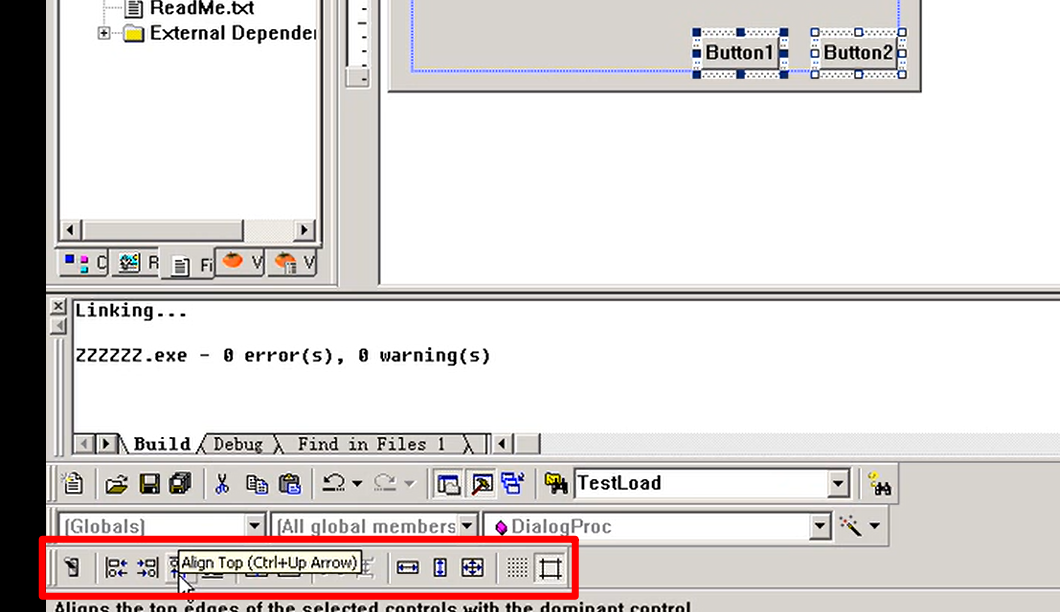 ReadMe.txt
External Depende
Button1
Button2
C
R
Fi
V
V
Linking...
ZZZZZZ.exe - 0 error(s), 0 warning(s)
Build
Debug
Find in Files 1
TestLoad
(Globals)
(All global members
DialogProc
Align Top (Ctrl+Up Arrow)
Aligns the top edges of the selected controls with the dominant control